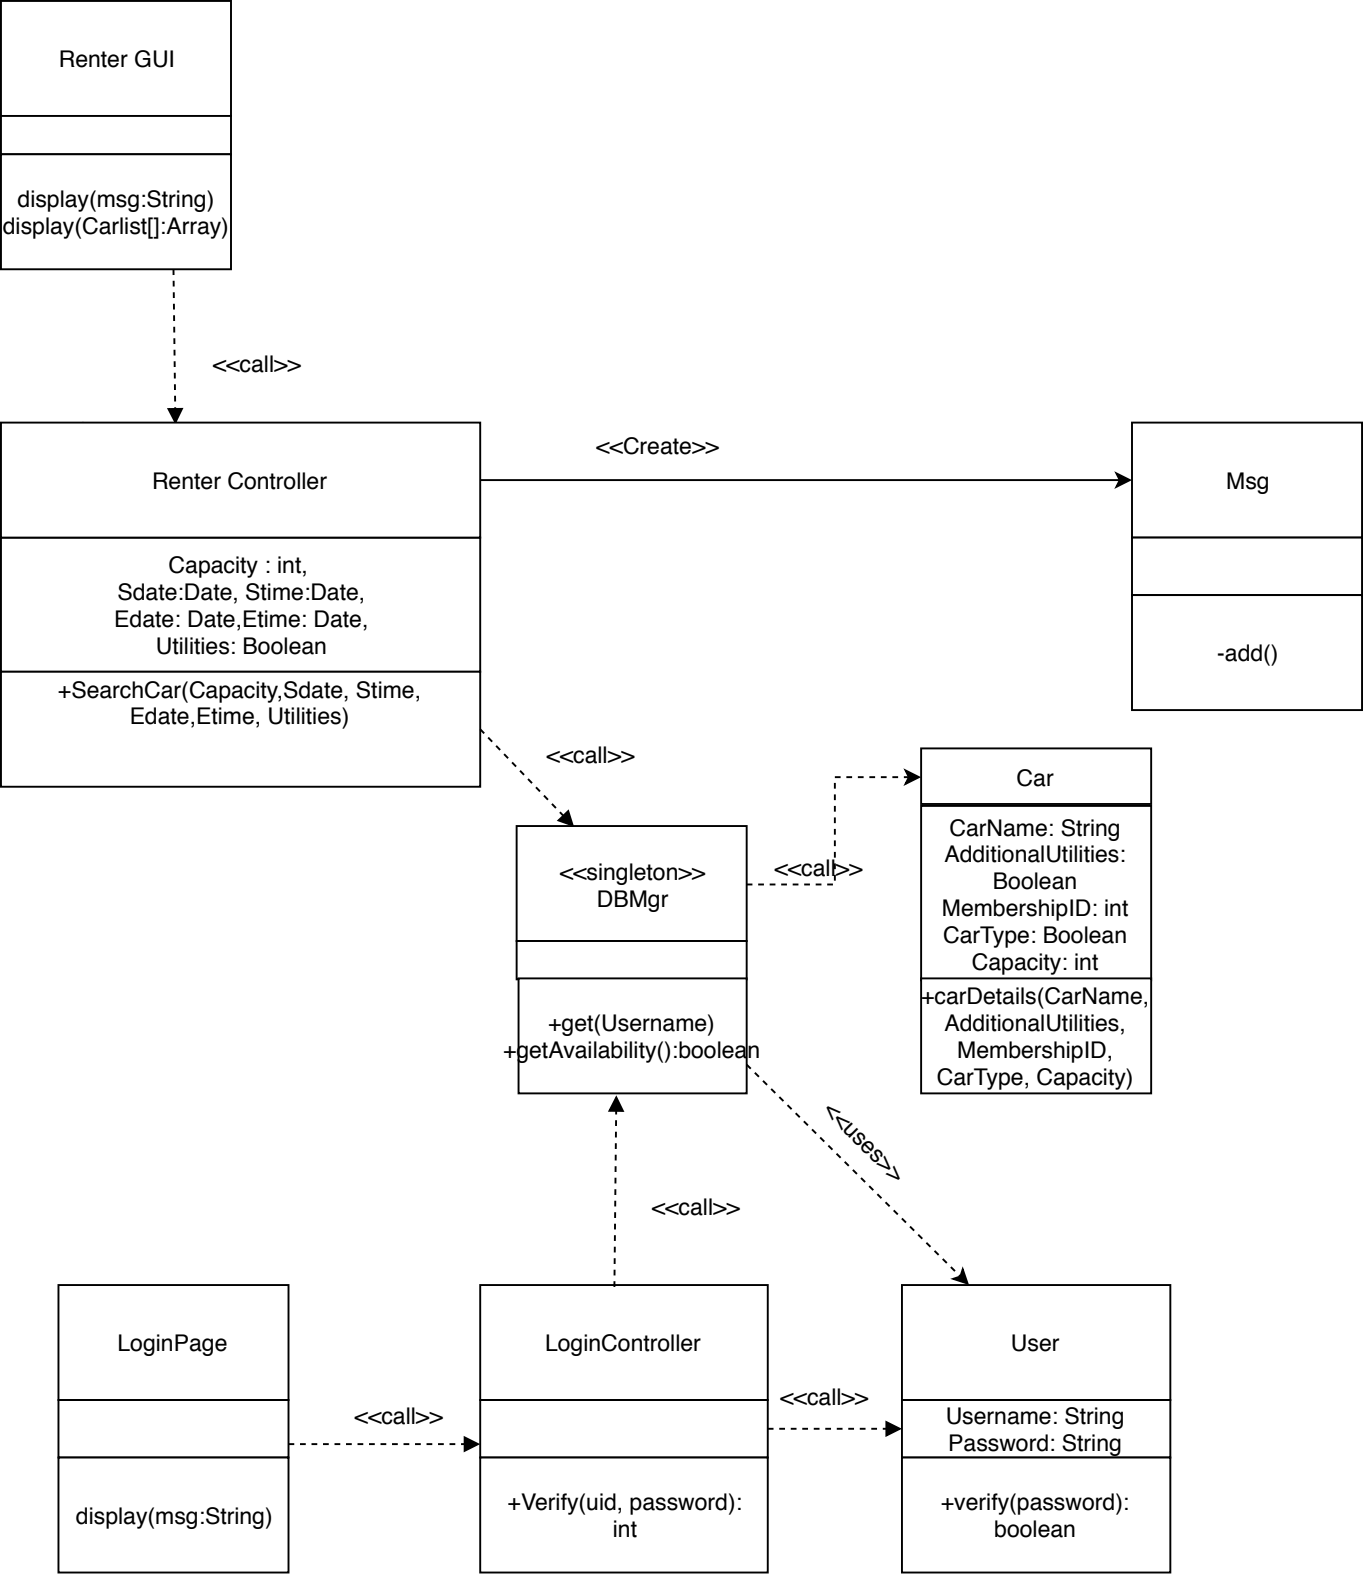 Renter GUI
display(msg:String)
display(Carlist[]:Array)
<<call>>
Renter Controller
Capacity : int,
Sdate:Date, Stime:Date,
Edate: Date,Etime: Date,
Utilities: Boolean
+SearchCar(Capacity,Sdate, Stime,
Edate,Etime, Utilities)
<<Create>>
Msg
-add()
<<call>>
<<singleton>>
DBMgr
+get(Username)
+getAvailability():boolean
<<call>>
Car
CarName: String
AdditionalUtilities:
Boolean
MembershipID: int
CarType: Boolean
Capacity: int
+carDetails(CarName,
AdditionalUtilities,
MembershipID,
CarType, Capacity)
<<uses>>
<<call>>
LoginPage
display(msg:String)
<<call>>
LoginController
+Verify(uid, password):
int
<<call>>
User
Username: String
Password: String
+verify(password):
boolean